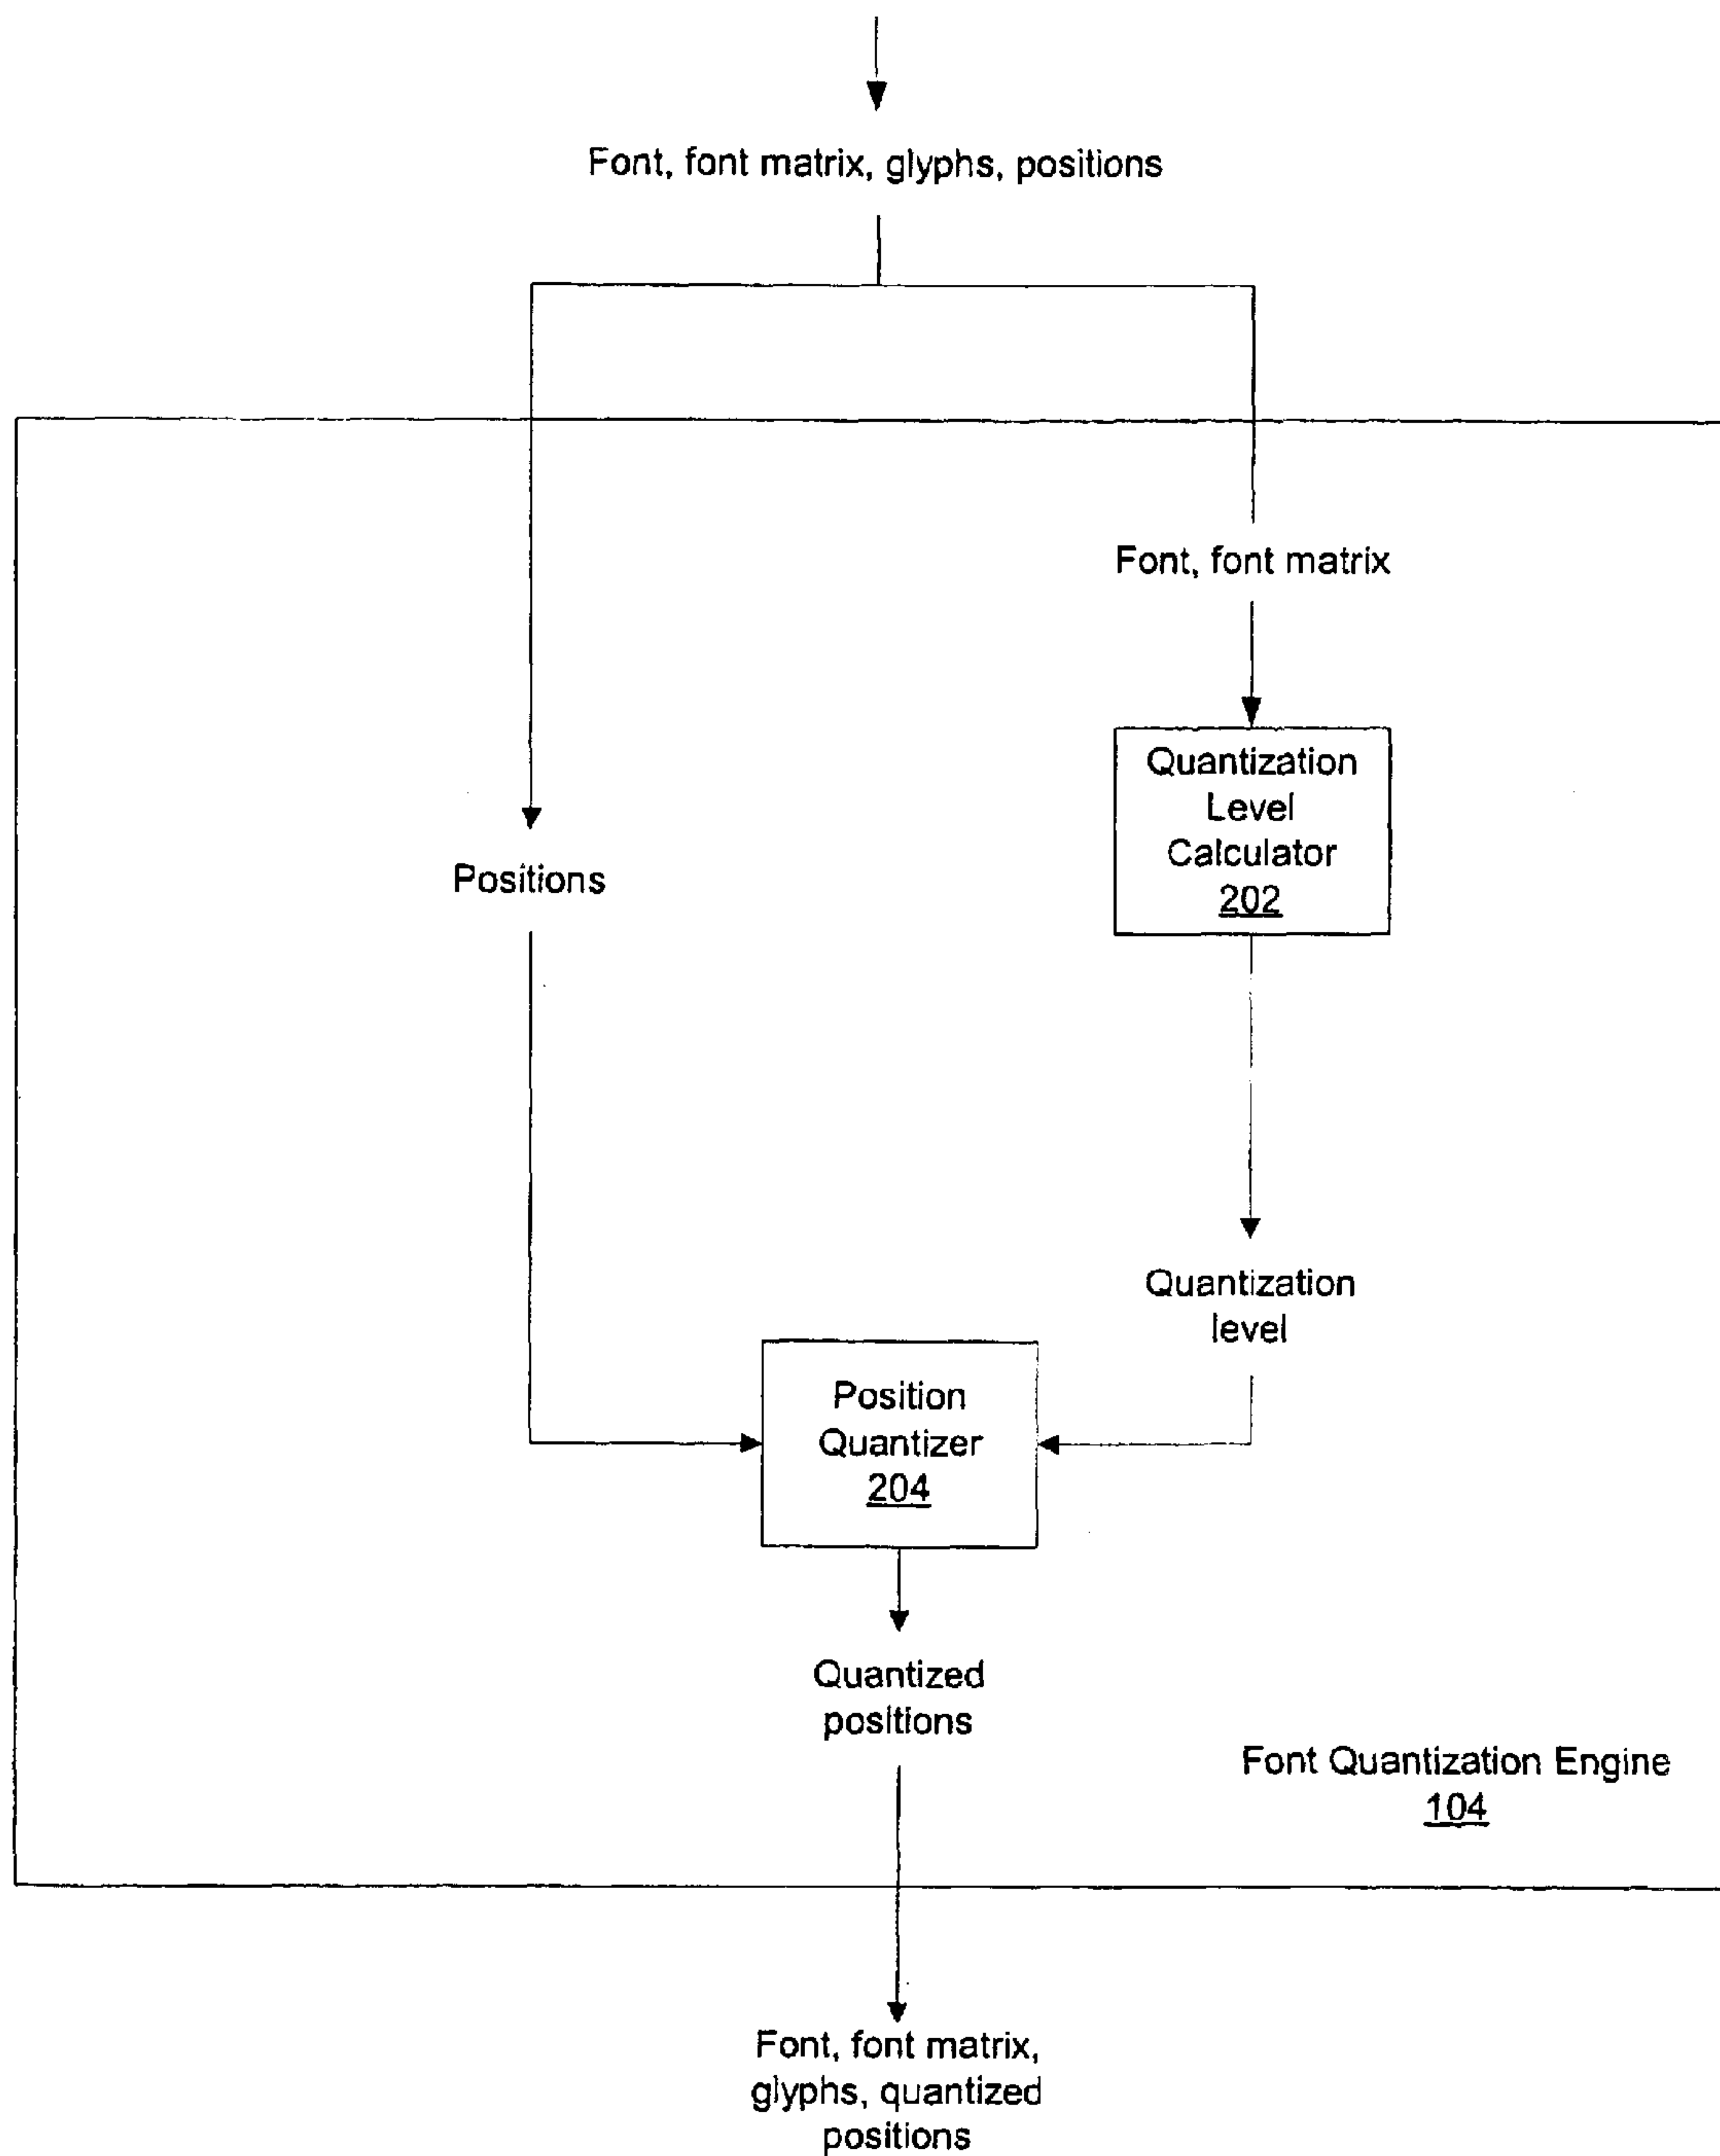 Font, font matrix, glyphs, positions
Font, font matrix
Quantization
Level
Calculator
202
Positions
Quantization
level
Position
Quantizer
204
Quantized
positions
Font Quantization Engine
104
Font, font matrix,
glyphs, quantized
positions